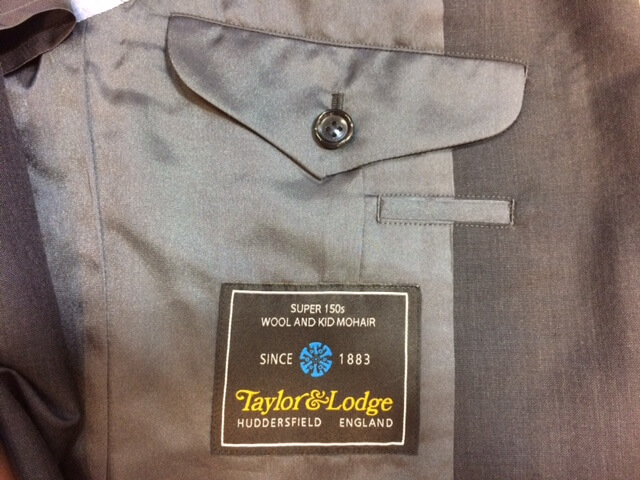 SUPER 150s
WOOL AND KID MOHAIR
SINCE 1883
Taylor & Lodge
HUDDERSFIELD ENGLAND